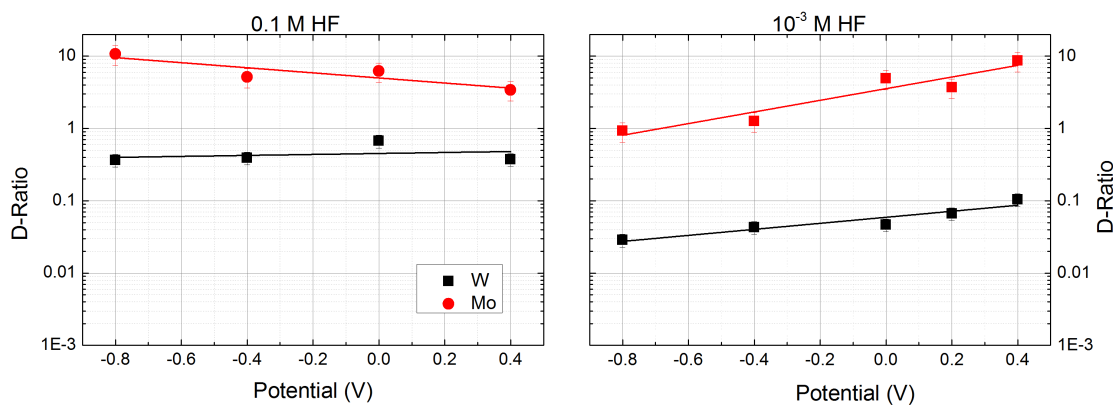 0.1 M HF
10⁻³ M HF
D-Ratio
10
1
0.1
0.01
1E-3
W
Mo
-0.8 -0.6 -0.4 -0.2 0.0 0.2 0.4
Potential (V)
-0.8 -0.6 -0.4 -0.2 0.0 0.2 0.4
Potential (V)
10
1
0.1
0.01
1E-3
D-Ratio